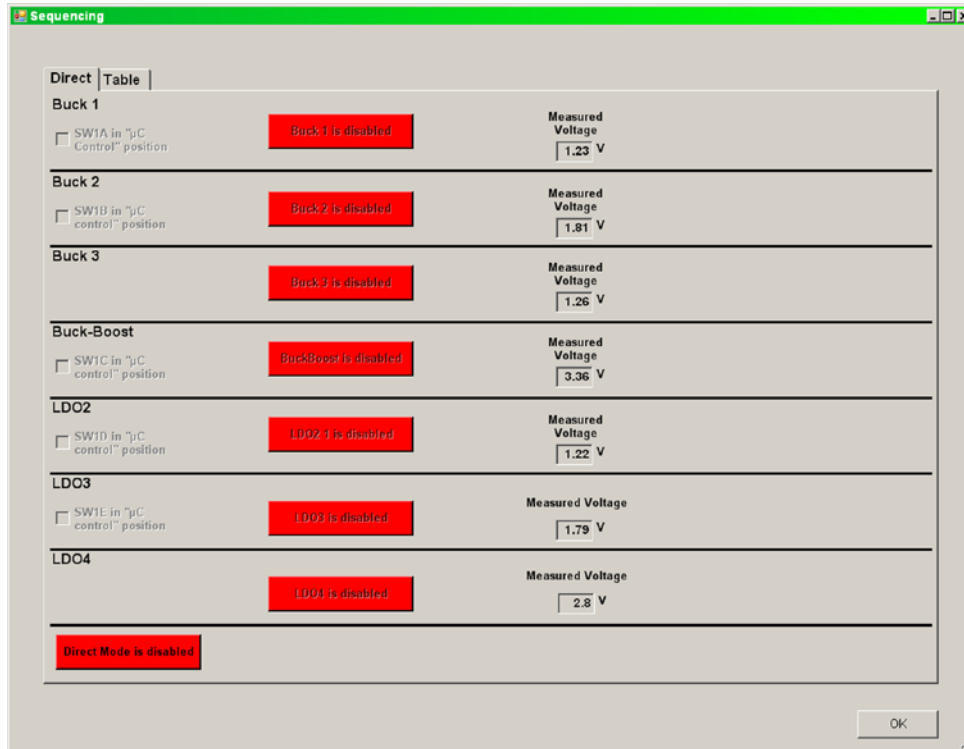 Sequencing
Direct
Table
Buck 1
SW1A in "µC
Control" position
Buck 1 is disabled
Measured
Voltage
1.23 V
Buck 2
SW1B in "µC
control" position
Buck 2 is disabled
Measured
Voltage
1.81 V
Buck 3
Buck 3 is disabled
Measured
Voltage
1.26 V
Buck-Boost
SW1C in "µC
control" position
BuckBoost is disabled
Measured
Voltage
3.36 V
LDO2
SW1D in "µC
control" position
LDO2 1 is disabled
Measured
Voltage
1.22 V
LDO3
SW1E in "µC
control" position
LDO3 is disabled
Measured Voltage
1.79 V
LDO4
LDO4 is disabled
Measured Voltage
2.8 V
Direct Mode is disabled
OK